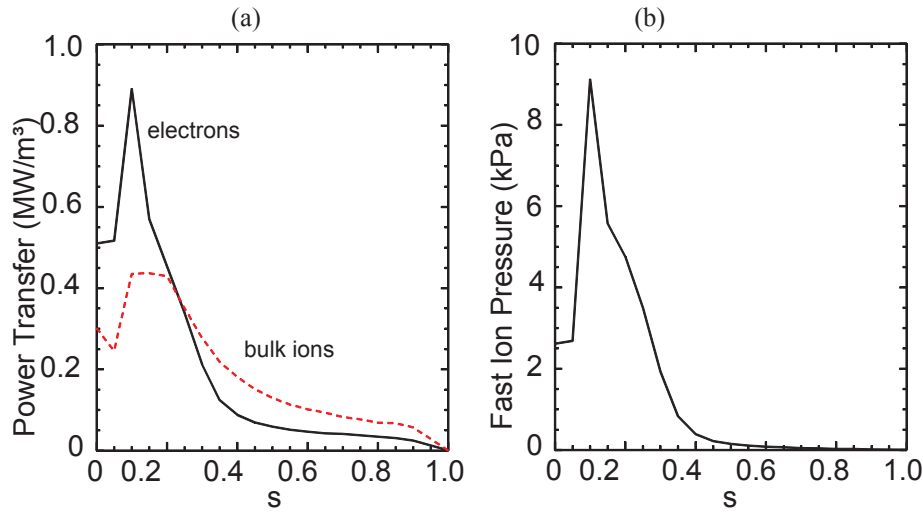 (a)
Power Transfer (MW/m³)
1.0
0.8
0.6
0.4
0.2
0
electrons
bulk ions
0 0.2 0.4 0.6 0.8 1.0
s
(b)
Fast Ion Pressure (kPa)
10
8
6
4
2
0
0 0.2 0.4 0.6 0.8 1.0
s